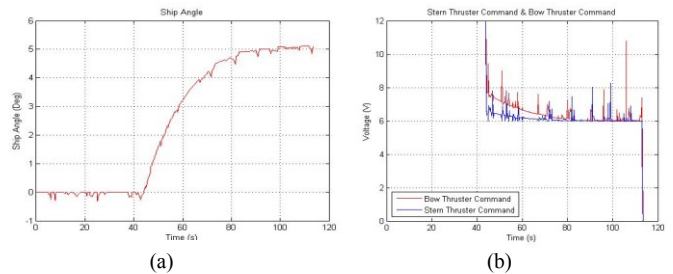 Ship Angle
6
5
4
3
2
1
0
-1
0 20 40 60 80 100 120
Ship Angle (Deg)
Time (s)
(a)
Stern Thruster Command & Bow Thruster Command
12
10
8
6
4
2
0
0 20 40 60 80 100 120
Voltage (V)
Bow Thruster Command
Stern Thruster Command
Time (s)
(b)